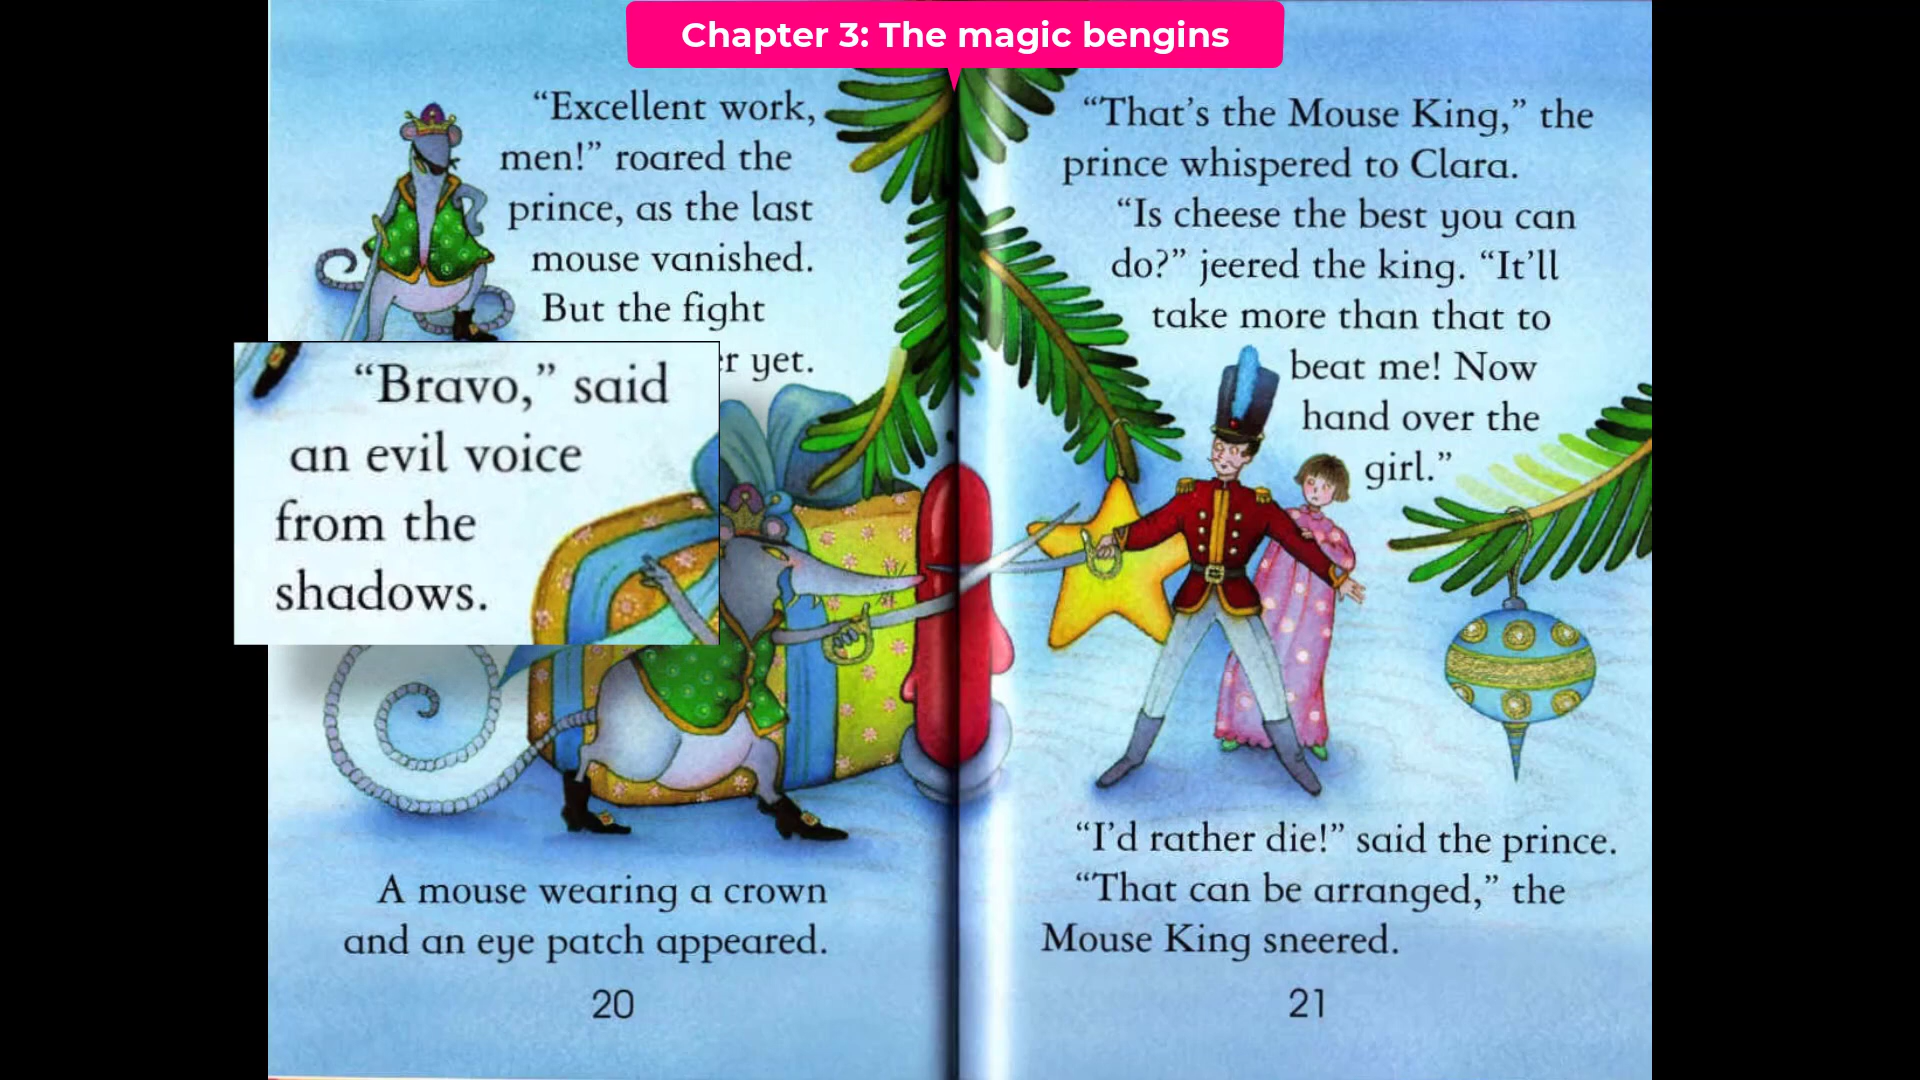 Chapter 3: The magic bengins
“Excellent work,
men!” roared the
prince, as the last
mouse vanished.
But the fight
yet.
“Bravo,” said
an evil voice
from the
shadows.
A mouse wearing a crown
and an eye patch appeared.
20
“That’s the Mouse King,” the
prince whispered to Clara.
“Is cheese the best you can
do?” jeered the king. “It’ll
take more than that to
beat me! Now
hand over the
girl.”
“I’d rather die!” said the prince.
“That can be arranged,” the
Mouse King sneered.
21